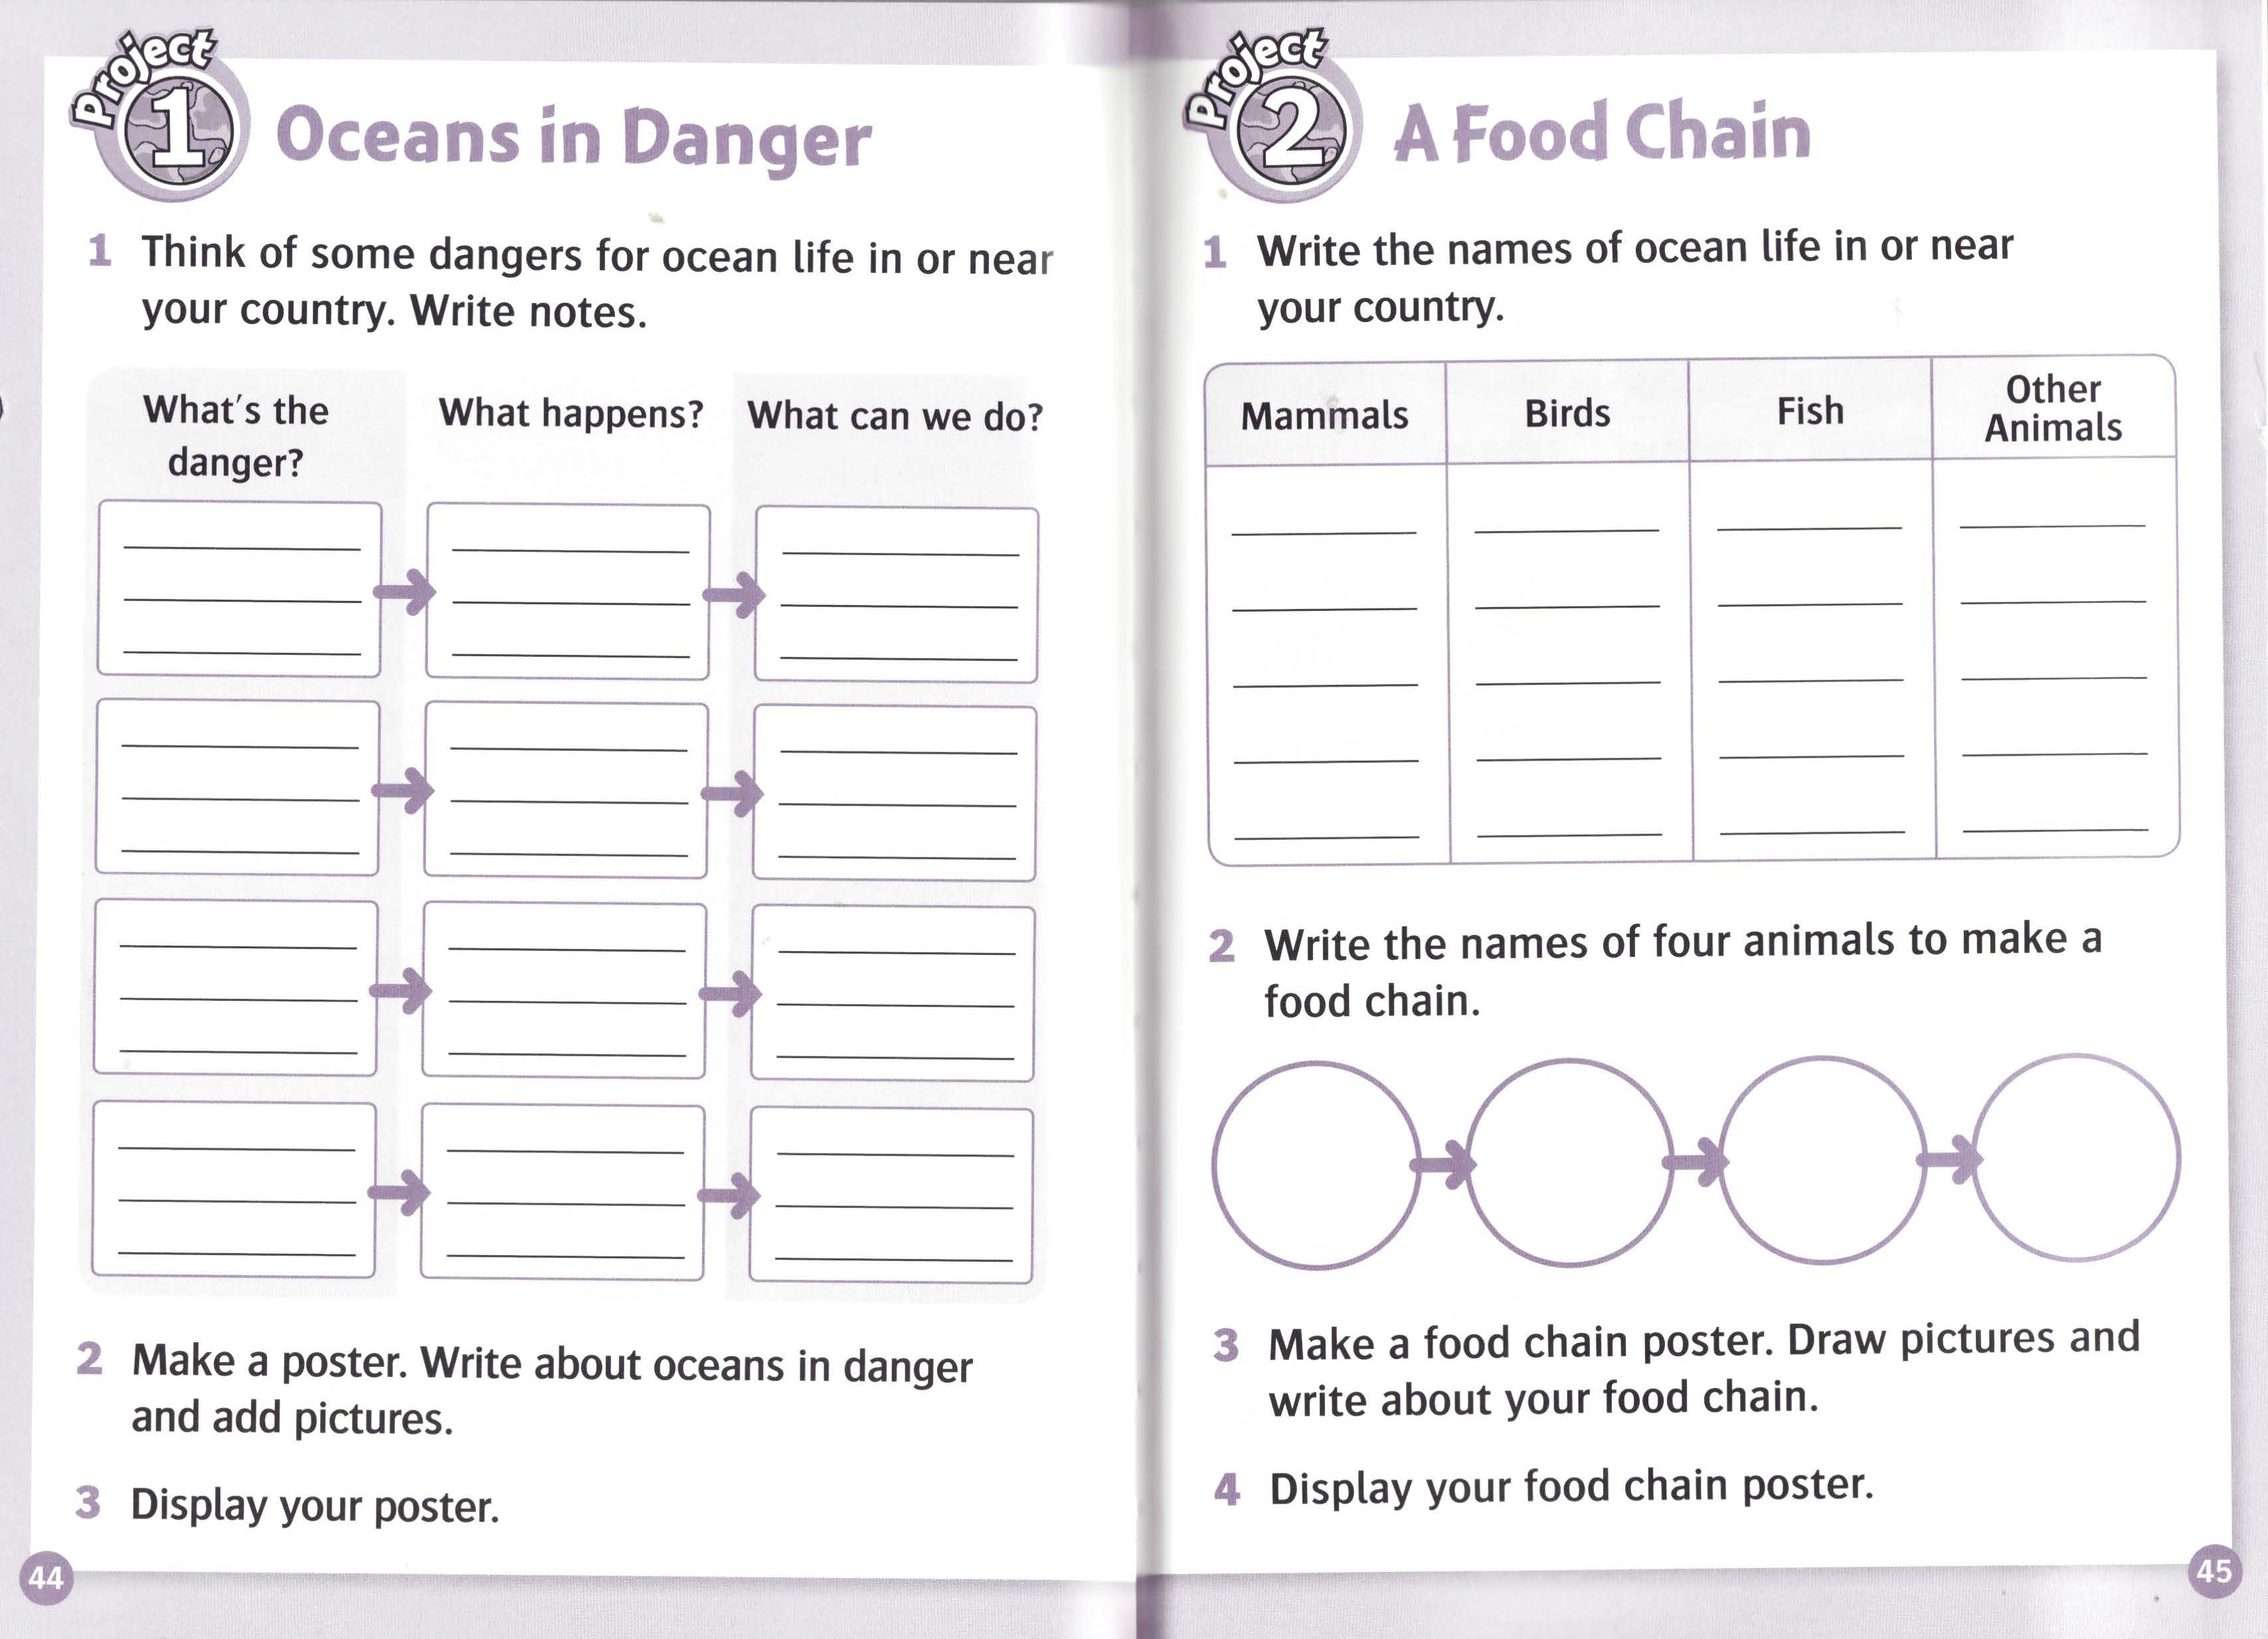 Project
1
Oceans in Danger
1 Think of some dangers for ocean life in or near
your country. Write notes.
What's the
danger?
What happens?
What can we do?
2 Make a poster. Write about oceans in danger
and add pictures.
3 Display your poster.
44
Project
2
A Food Chain
1 Write the names of ocean life in or near
your country.
Mammals
Birds
Fish
Other
Animals
2 Write the names of four animals to make a
food chain.
3 Make a food chain poster. Draw pictures and
write about your food chain.
4 Display your food chain poster.
45